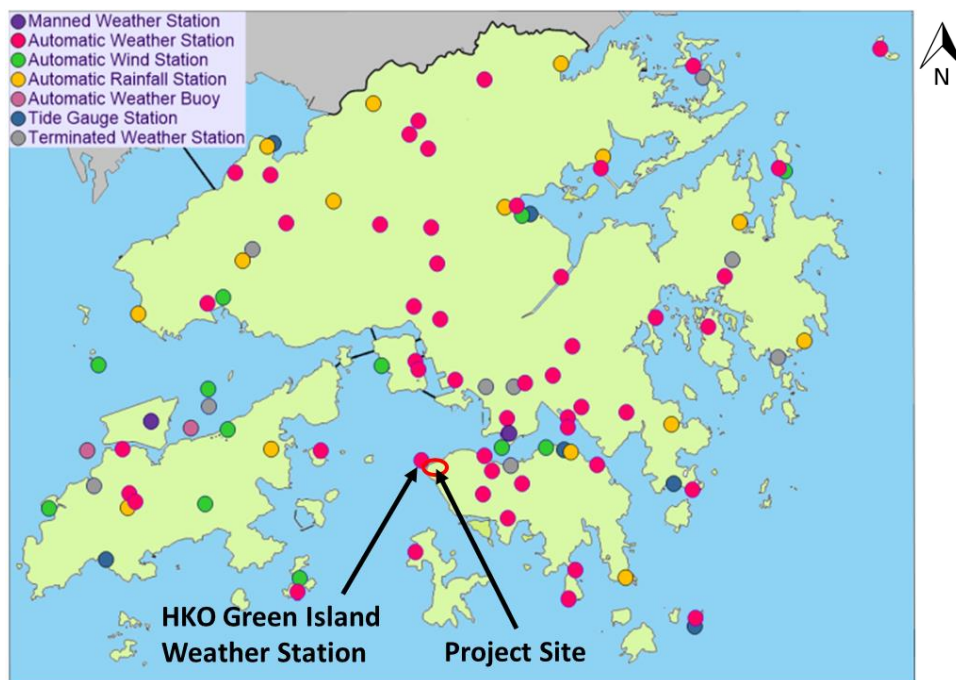 Manned Weather Station
Automatic Weather Station
Automatic Wind Station
Automatic Rainfall Station
Automatic Weather Buoy
Tide Gauge Station
Terminated Weather Station
N
HKO Green Island
Weather Station
Project Site